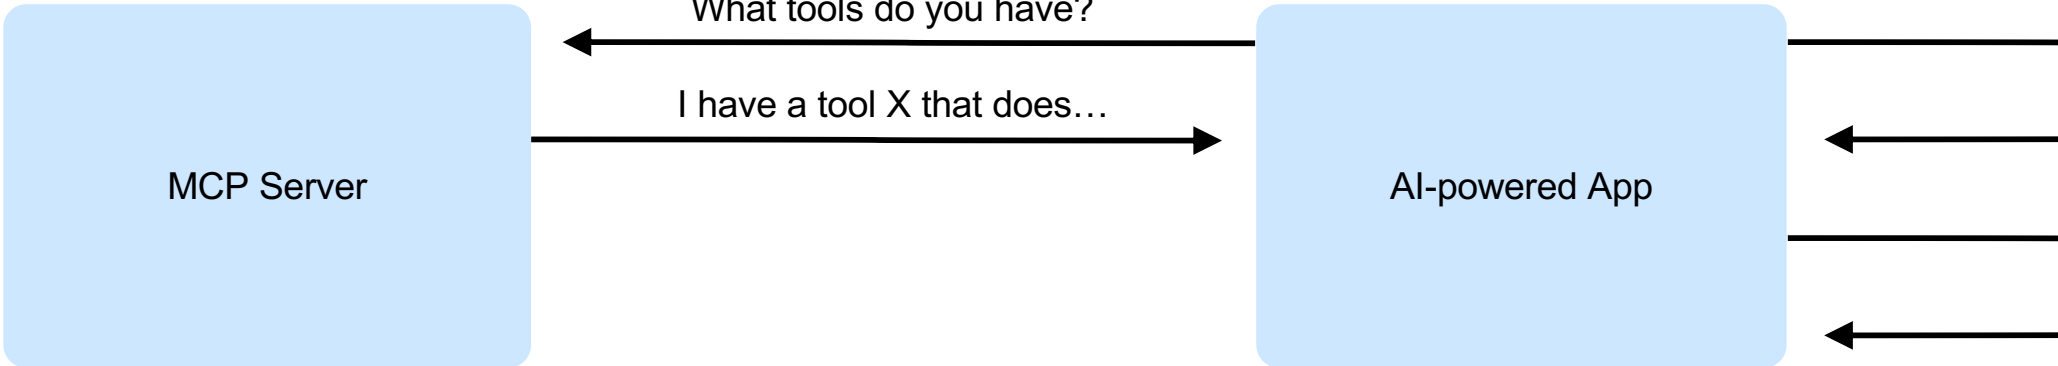 What tools do you have?
I have a tool X that does…
MCP Server
AI-powered App